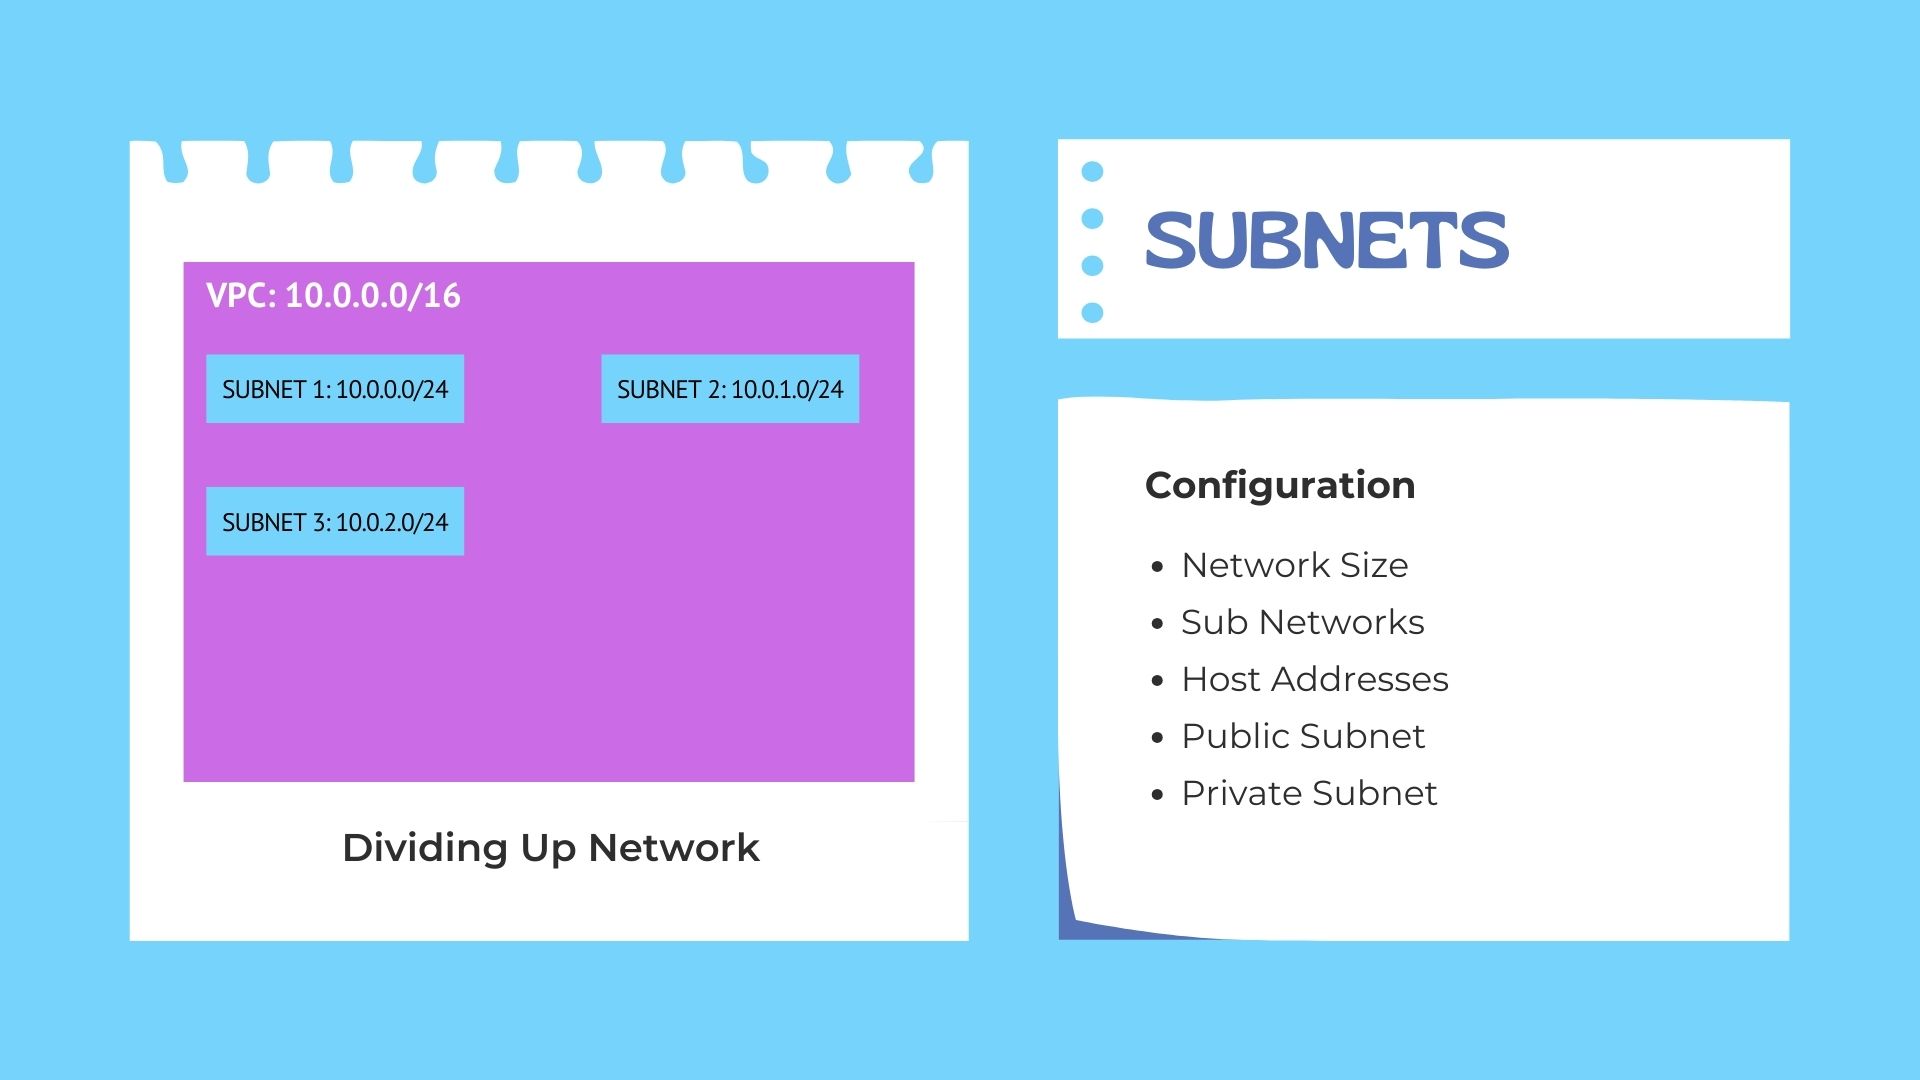 VPC: 10.0.0.0/16
SUBNET 1: 10.0.0.0/24
SUBNET 2: 10.0.1.0/24
SUBNET 3: 10.0.2.0/24
Dividing Up Network
SUBNETS
Configuration
• Network Size
• Sub Networks
• Host Addresses
• Public Subnet
• Private Subnet